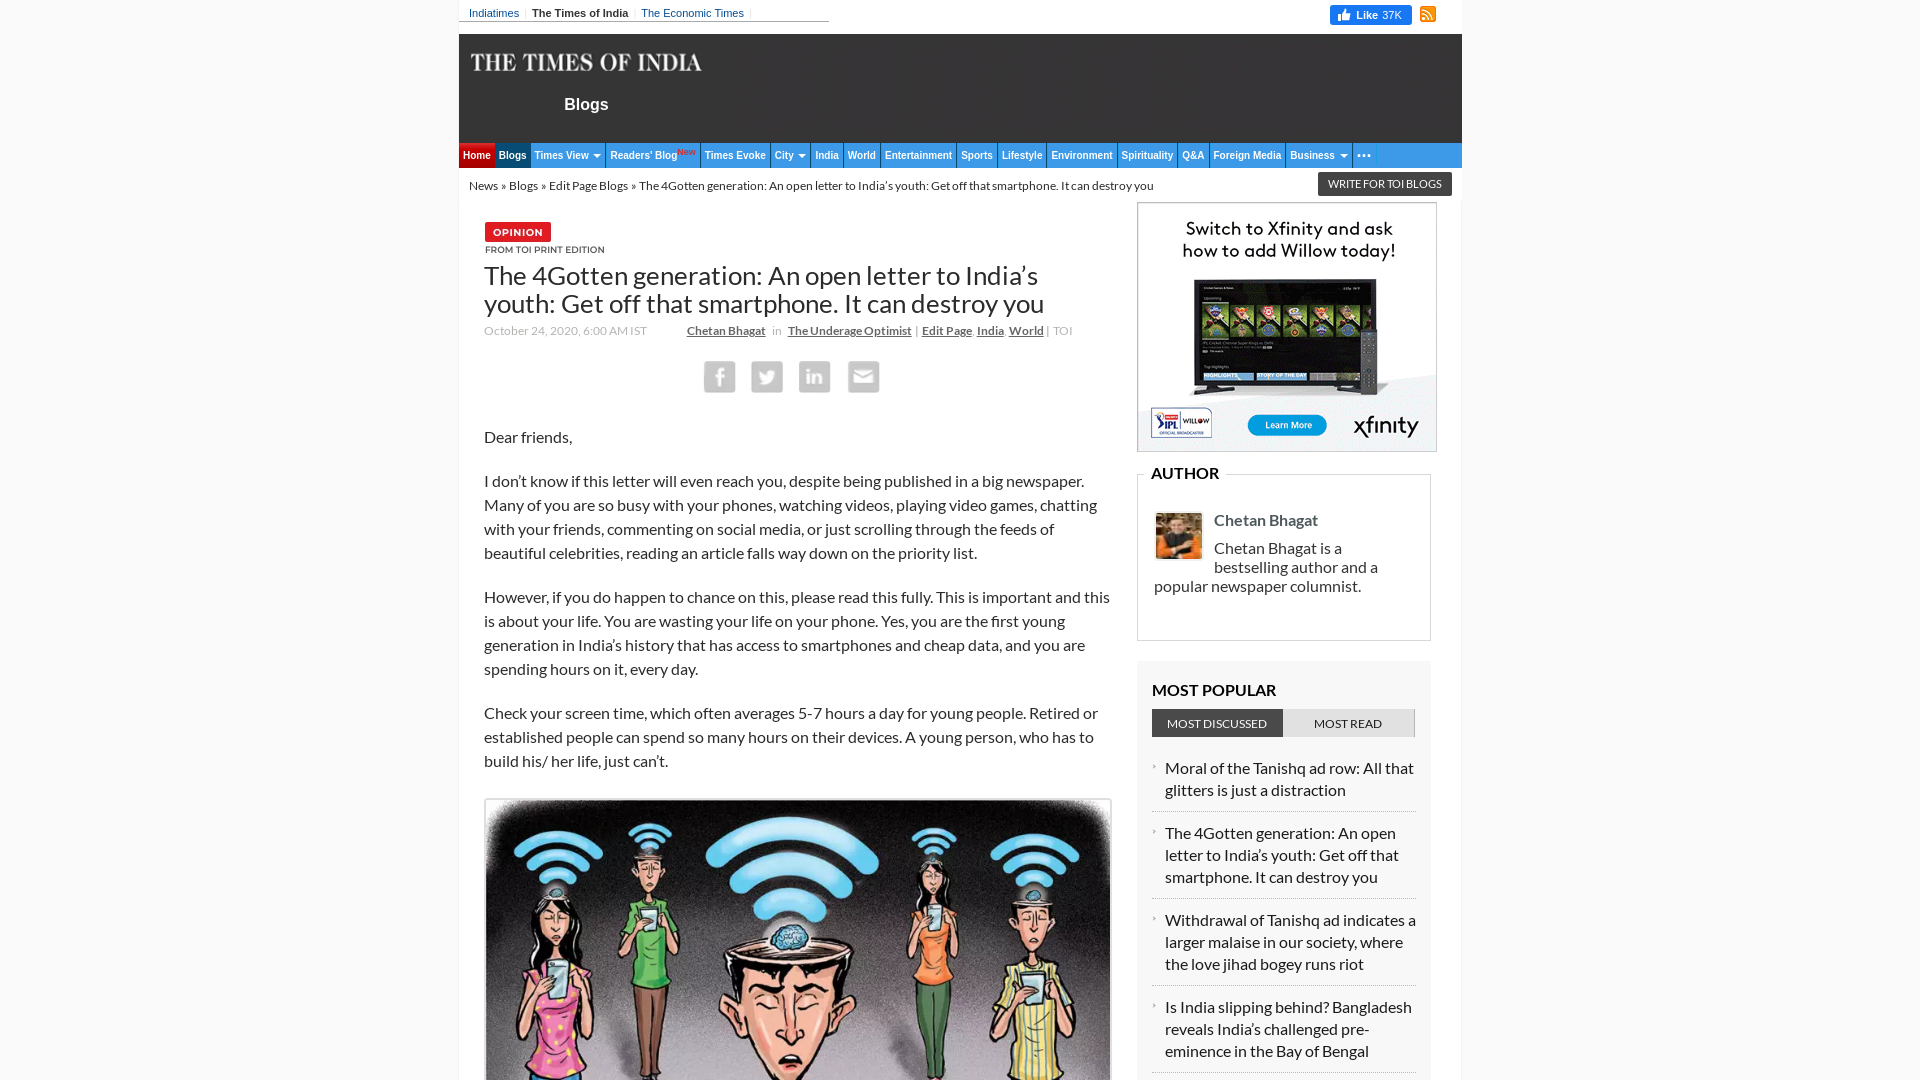 Indiatimes | The Times of India | The Economic Times |
Like 37K
THE TIMES OF INDIA
Blogs
Home Blogs Times View Readers' Blog New Times Evoke City India World Entertainment Sports Lifestyle Environment Spirituality Q&A Foreign Media Business •••
News » Blogs » Edit Page Blogs » The 4Gotten generation: An open letter to India’s youth: Get off that smartphone. It can destroy you
WRITE FOR TOI BLOGS
OPINION
FROM TOI PRINT EDITION
The 4Gotten generation: An open letter to India’s
youth: Get off that smartphone. It can destroy you
October 24, 2020, 6:00 AM IST Chetan Bhagat in The Underage Optimist | Edit Page, India, World | TOI
Dear friends,
I don’t know if this letter will even reach you, despite being published in a big newspaper.
Many of you are so busy with your phones, watching videos, playing video games, chatting
with your friends, commenting on social media, or just scrolling through the feeds of
beautiful celebrities, reading an article falls way down on the priority list.
However, if you do happen to chance on this, please read this fully. This is important and this
is about your life. You are wasting your life on your phone. Yes, you are the first young
generation in India’s history that has access to smartphones and cheap data, and you are
spending hours on it, every day.
Check your screen time, which often averages 5-7 hours a day for young people. Retired or
established people can spend so many hours on their devices. A young person, who has to
build his/ her life, just can’t.
Switch to Xfinity and ask
how to add Willow today!
HIGHLIGHTS
STORY OF THE DAY
IPL WILLOW
OFFICIAL BROADCASTER
Learn More
xfinity
AUTHOR
Chetan Bhagat
Chetan Bhagat is a
bestselling author and a
popular newspaper columnist.
MOST POPULAR
MOST DISCUSSED MOST READ
Moral of the Tanishq ad row: All that
glitters is just a distraction
The 4Gotten generation: An open
letter to India’s youth: Get off that
smartphone. It can destroy you
Withdrawal of Tanishq ad indicates a
larger malaise in our society, where
the love jihad bogey runs riot
Is India slipping behind? Bangladesh
reveals India’s challenged pre-
eminence in the Bay of Bengal